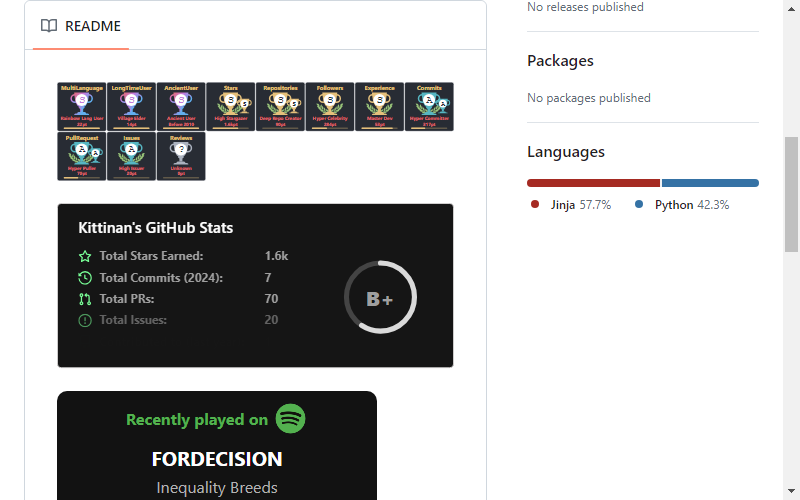 README
No releases published
Packages
No packages published
Languages
Jinja 57.7% Python 42.3%
MultiLanguage LongTimeUser AncientUser Stars Repositories Followers Experience Commits
Rainbow Lang User Village Elder Ancient User High Stargazer Deep Repo Creator Hyper Celebrity Master Dev Hyper Committer
PullRequest Issues Reviews
Hyper Puller High Issuer Unknown
Kittinan's GitHub Stats
Total Stars Earned: 1.6k
Total Commits (2024): 7
Total PRs: 70
Total Issues: 20
B+
Recently played on
FORDECISION
Inequality Breeds